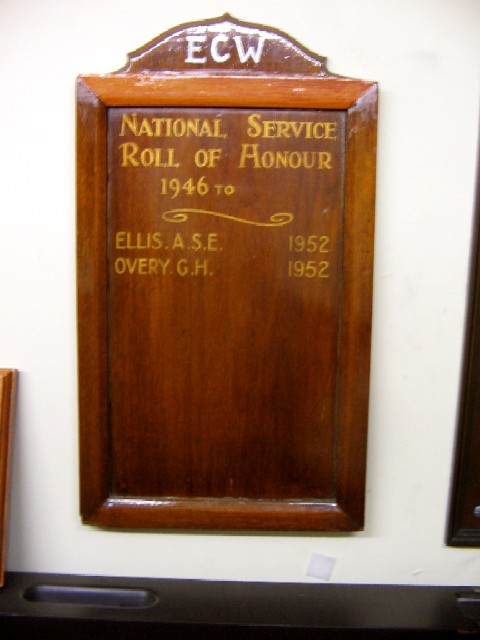 ECW
NATIONAL SERVICE
ROLL OF HONOUR
1946 TO
ELLIS. A.S.E. 1952
OVERY. G.H. 1952